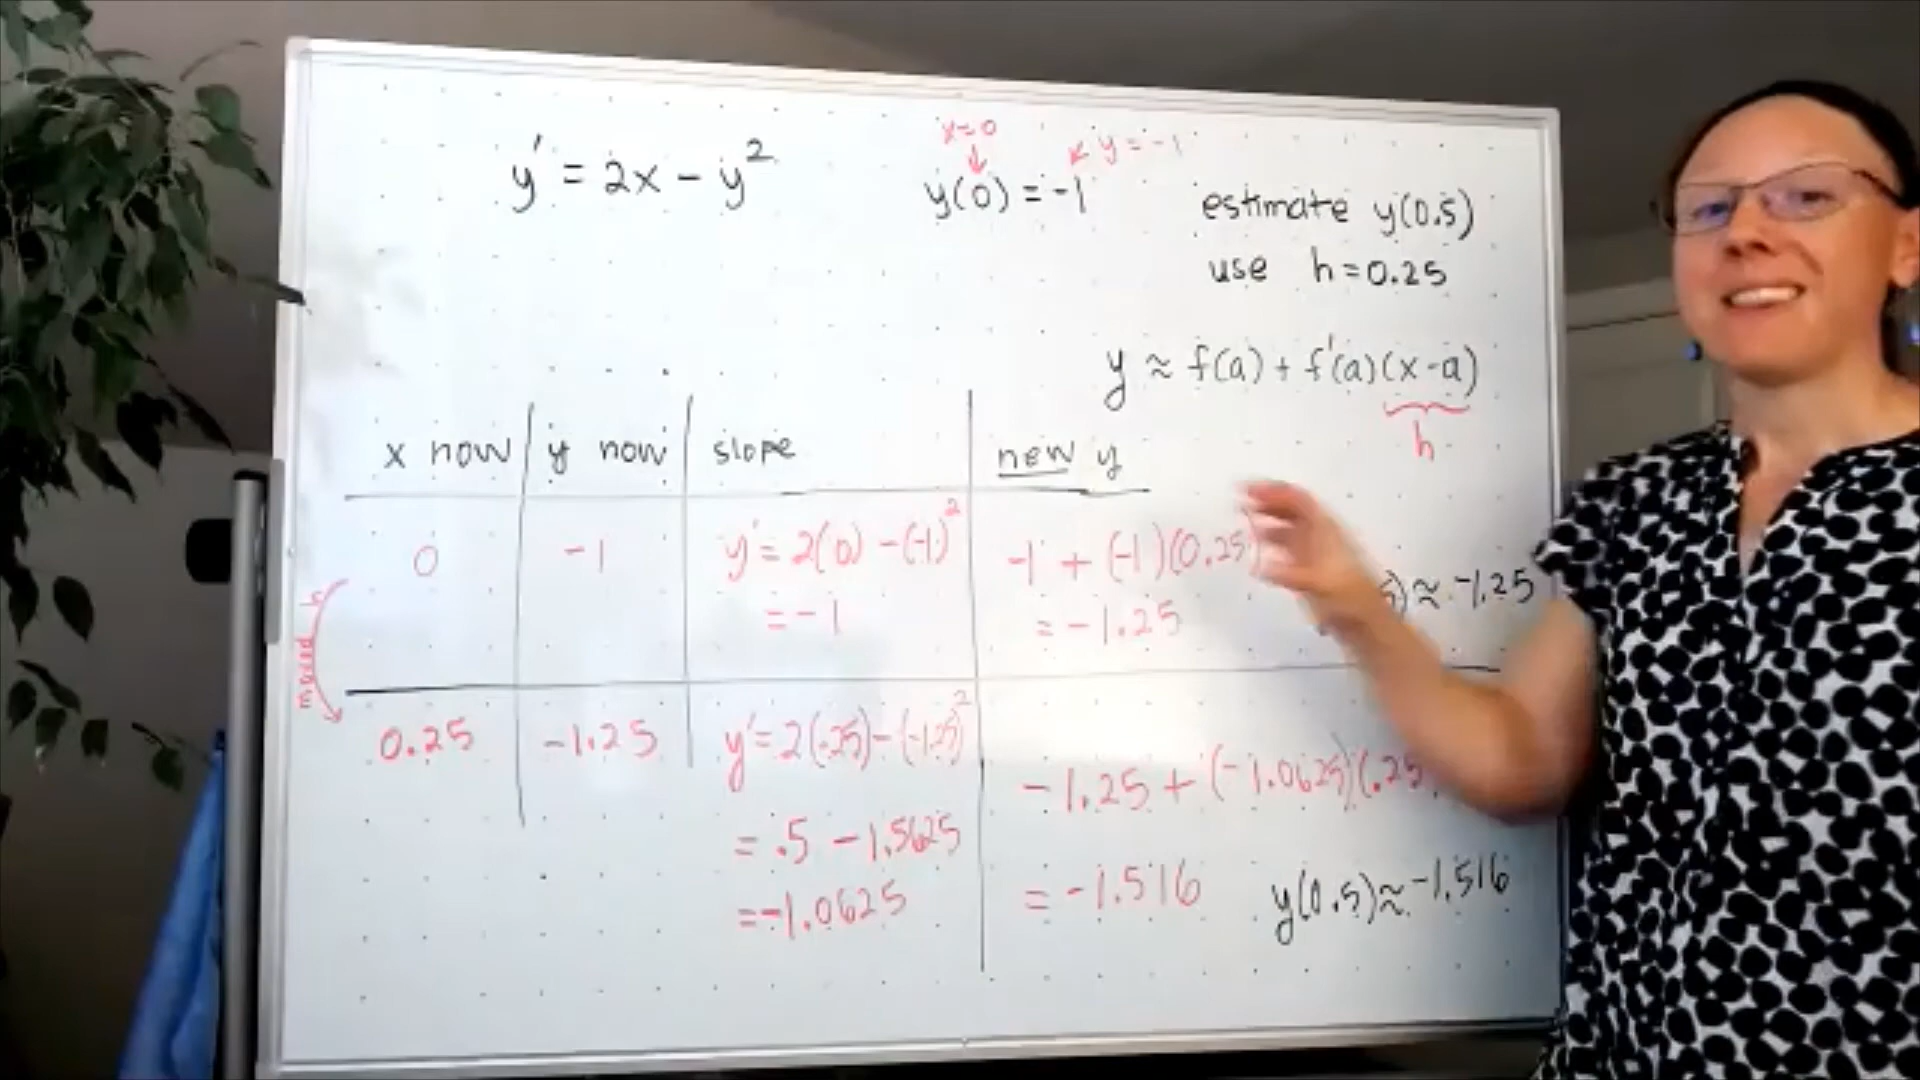 x=0
y = -1
y' = 2x - y²
y(0) = -1
estimate y(0.5)
use h=0.25
y ≈ f(a) + f'(a)(x-a)
h
x now y now slope new y
0 -1 y' = 2(0) - (-1)² -1 + (-1)(0.25)
= -1 = -1.25
) ≈ -1.25
need h
0.25 -1.25 y' = 2(.25) - (-1.25)² -1.25 + (-1.0625)(.25
= .5 - 1.5625
= -1.0625 = -1.516 y(0.5) ≈ -1.516